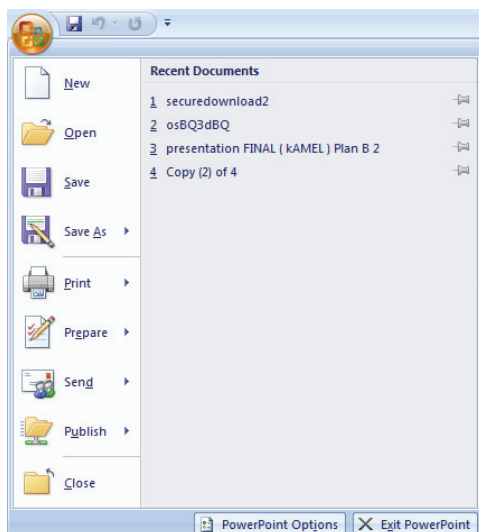 New
Open
Save
Save As
Print
Prepare
Send
Publish
Close
Recent Documents
1 securedownload2
2 osBQ3dBQ
3 presentation FINAL ( kAMEL ) Plan B 2
4 Copy (2) of 4
PowerPoint Options
Exit PowerPoint